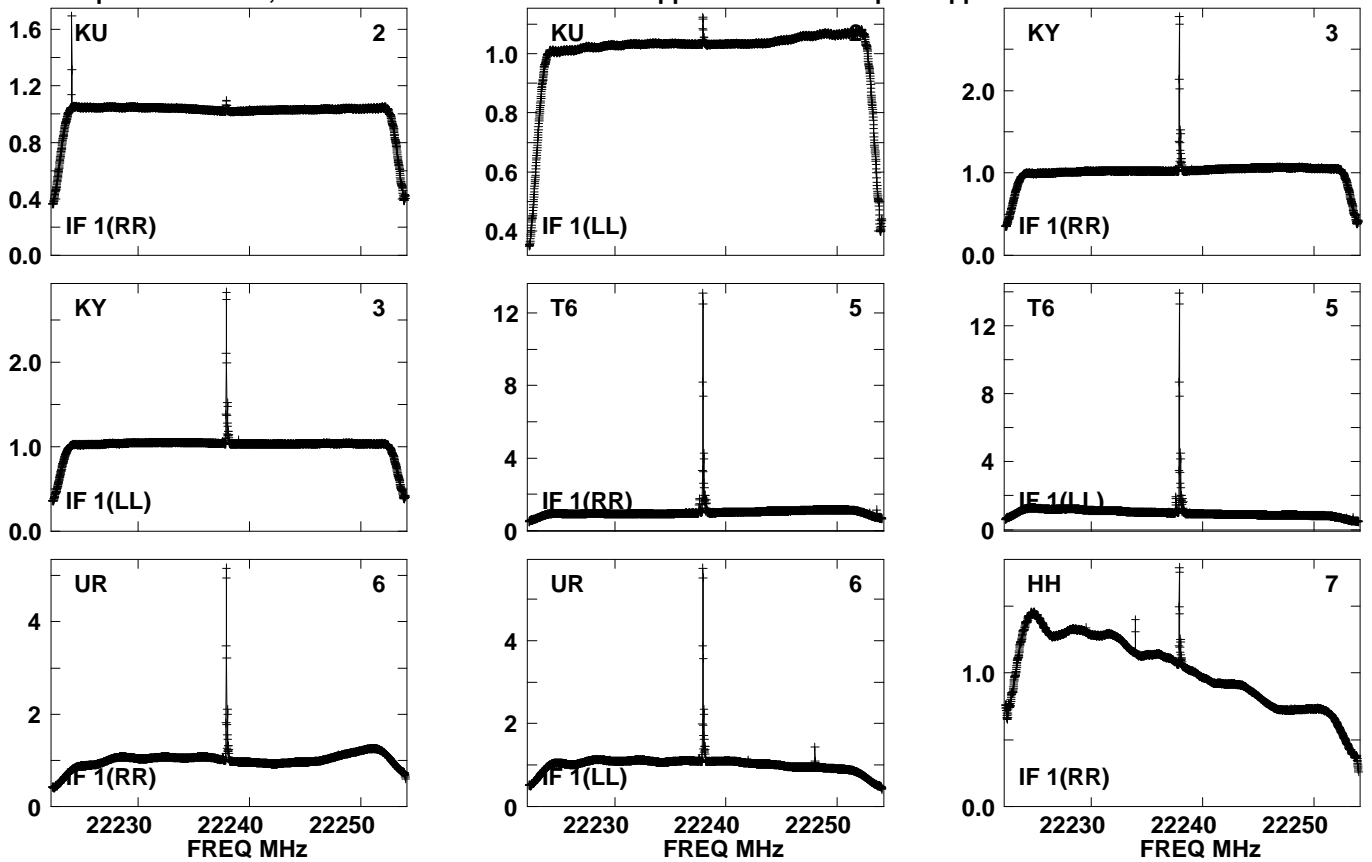 KU 2
1.6
1.2
0.8
0.4
0.0
IF 1(RR)
KU
1.0
0.8
0.6
0.4
IF 1(LL)
KY 3
2.0
1.0
0.0
IF 1(RR)
KY 3
2.0
1.0
0.0
IF 1(LL)
T6 5
12
8
4
0
IF 1(RR)
T6 5
12
8
4
0
IF 1(LL)
UR 6
4
2
0
IF 1(RR)
22230 22240 22250
FREQ MHz
UR 6
4
2
0
IF 1(LL)
22230 22240 22250
FREQ MHz
HH 7
1.0
0.0
IF 1(RR)
22230 22240 22250
FREQ MHz